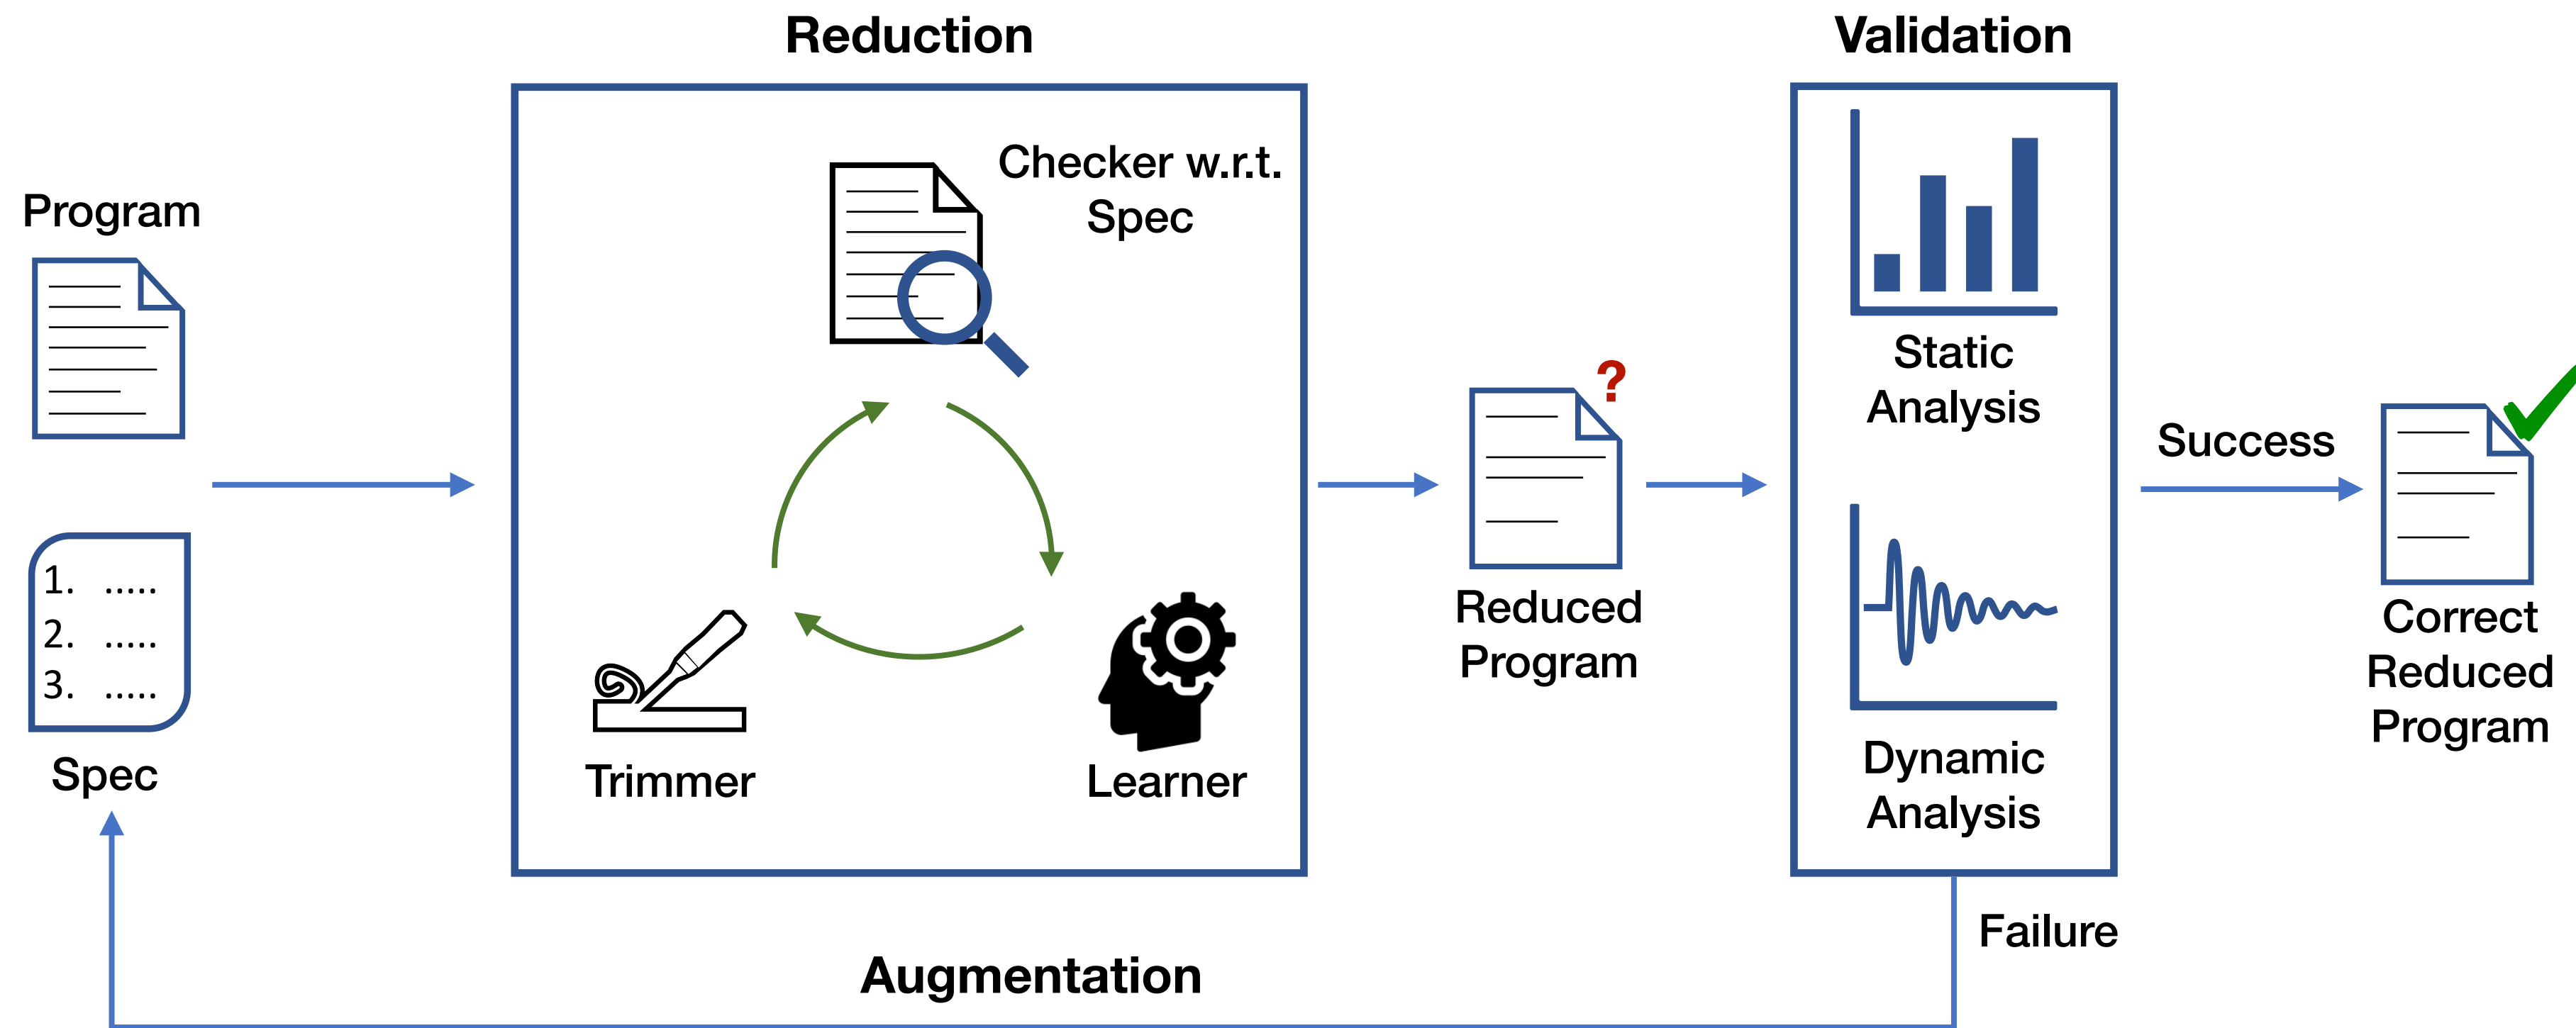 Reduction
Validation
Program
Checker w.r.t.
Spec
1. .....
2. .....
3. .....
Spec
Trimmer
Learner
?
Reduced
Program
Static
Analysis
Dynamic
Analysis
Success
Correct
Reduced
Program
Failure
Augmentation